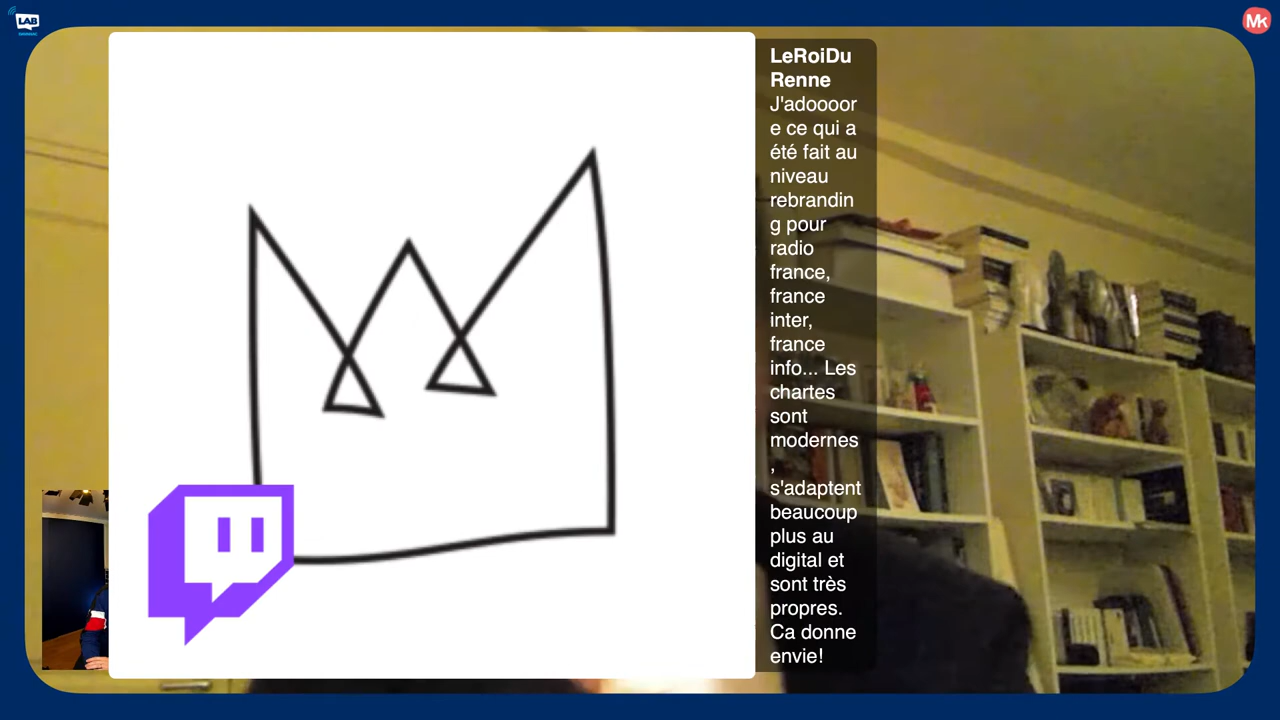 LAB
MK
LeRoiDu
Renne
J'adoooor
e ce qui a
été fait au
niveau
rebrandin
g pour
radio
france,
france
inter,
france
info... Les
chartes
sont
modernes
,
s'adaptent
beaucoup
plus au
digital et
sont très
propres.
Ca donne
envie!